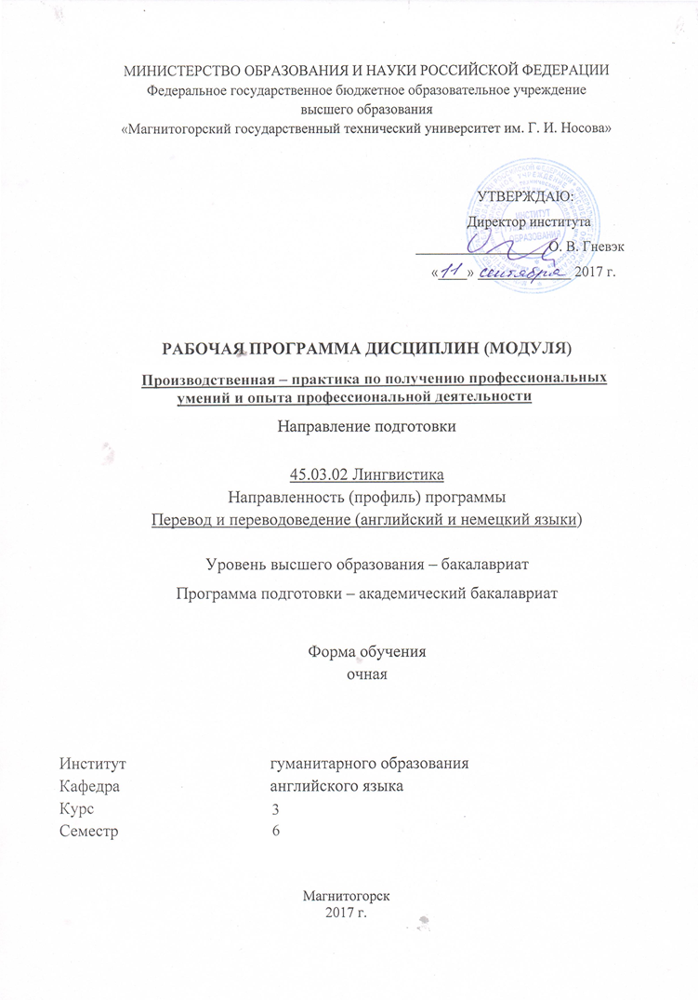 МИНИСТЕРСТВО ОБРАЗОВАНИЯ И НАУКИ РОССИЙСКОЙ ФЕДЕРАЦИИ
Федеральное государственное бюджетное образовательное учреждение
высшего образования
«Магнитогорский государственный технический университет им. Г. И. Носова»
УТВЕРЖДАЮ:
Директор института
О. В. Гневэк
«11» сентября 2017 г.
ИНСТИТУТ
ОБРАЗОВАНИЯ
РАБОЧАЯ ПРОГРАММА ДИСЦИПЛИН (МОДУЛЯ)
Производственная – практика по получению профессиональных
умений и опыта профессиональной деятельности
Направление подготовки
45.03.02 Лингвистика
Направленность (профиль) программы
Перевод и переводоведение (английский и немецкий языки)
Уровень высшего образования – бакалавриат
Программа подготовки – академический бакалавриат
Форма обучения
очная
Институт гуманитарного образования
Кафедра английского языка
Курс 3
Семестр 6
Магнитогорск
2017 г.